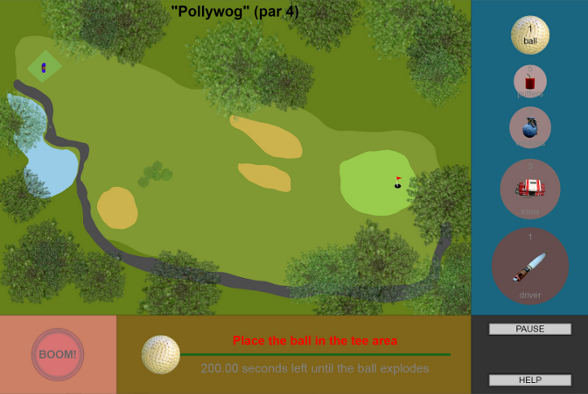 "Pollywog" (par 4)
1
ball
1
driver
PAUSE
HELP
BOOM!
Place the ball in the tee area
200.00 seconds left until the ball explodes